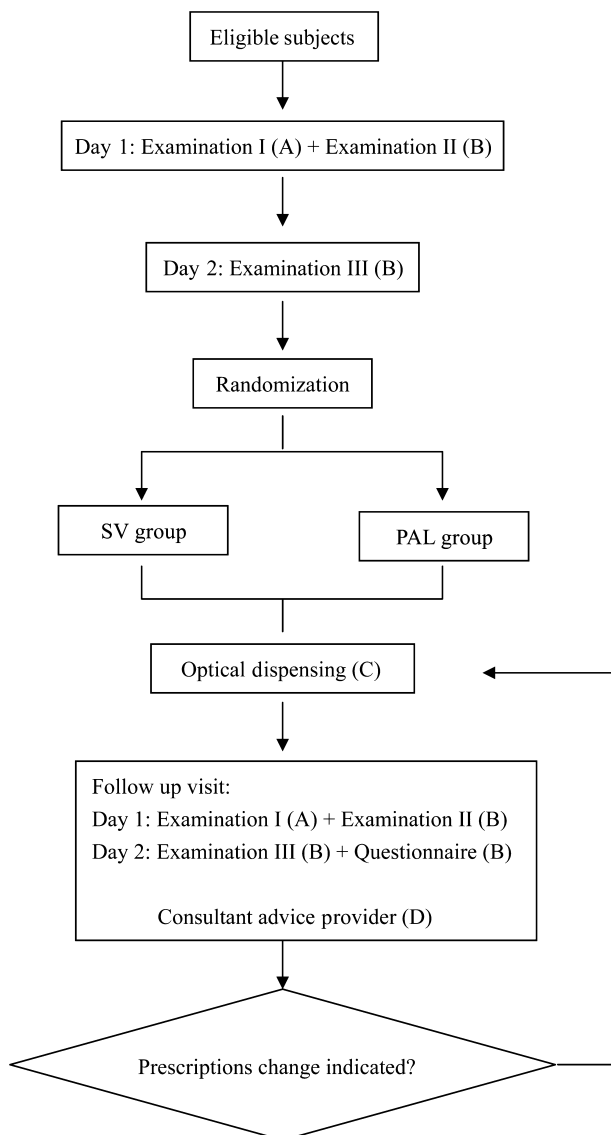 Eligible subjects
Day 1: Examination I (A) + Examination II (B)
Day 2: Examination III (B)
Randomization
SV group
PAL group
Optical dispensing (C)
Follow up visit:
Day 1: Examination I (A) + Examination II (B)
Day 2: Examination III (B) + Questionnaire (B)
Consultant advice provider (D)
Prescriptions change indicated?